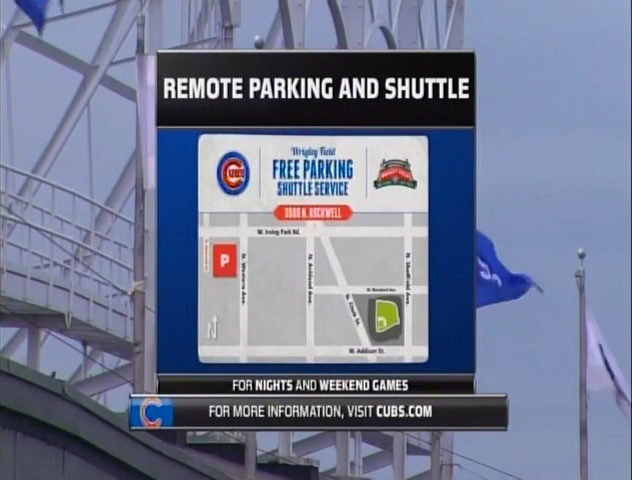 REMOTE PARKING AND SHUTTLE
CUBS
Wrigley Field
FREE PARKING
SHUTTLE SERVICE
3900 N. ROCKWELL
W. Irving Park Rd.
P
N. Western Ave.
N. Ashland Ave.
N. Clark St.
N. Sheffield Ave.
W. Addison St.
N
FOR NIGHTS AND WEEKEND GAMES
C
FOR MORE INFORMATION, VISIT CUBS.COM